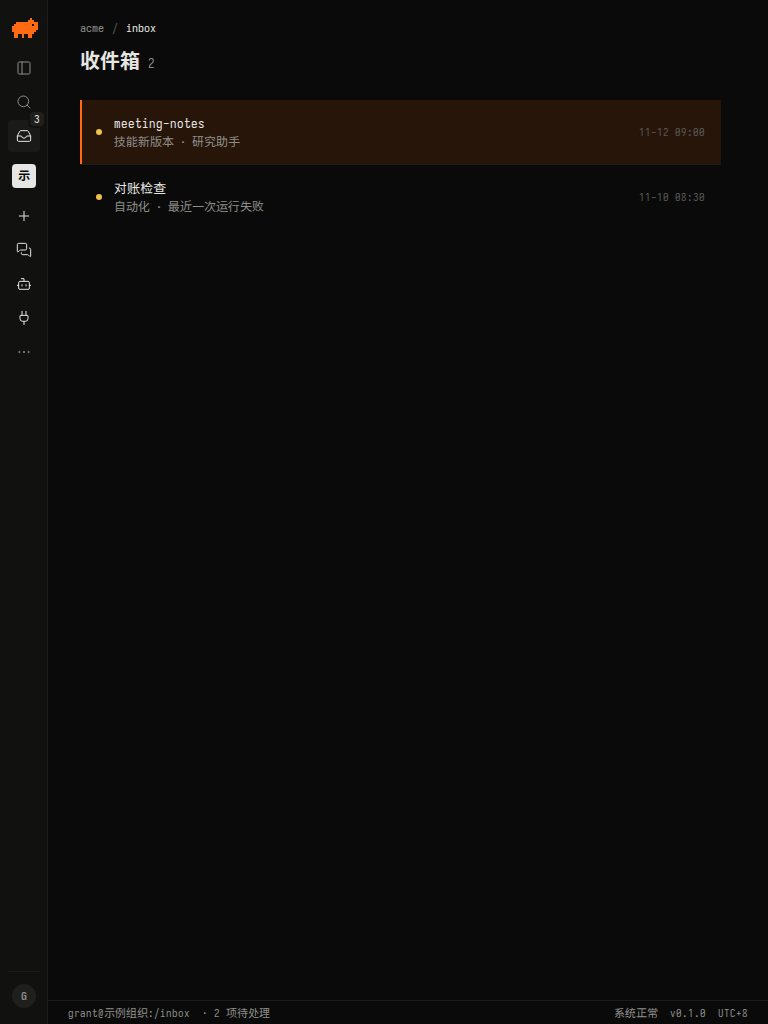 acme / inbox
收件箱 2
3
meeting-notes
技能新版本 · 研究助手
11-12 09:00
示
对账检查
自动化 · 最近一次运行失败
11-10 08:30
G
grant@示例组织:/inbox · 2 项待处理
系统正常 v0.1.0 UTC+8